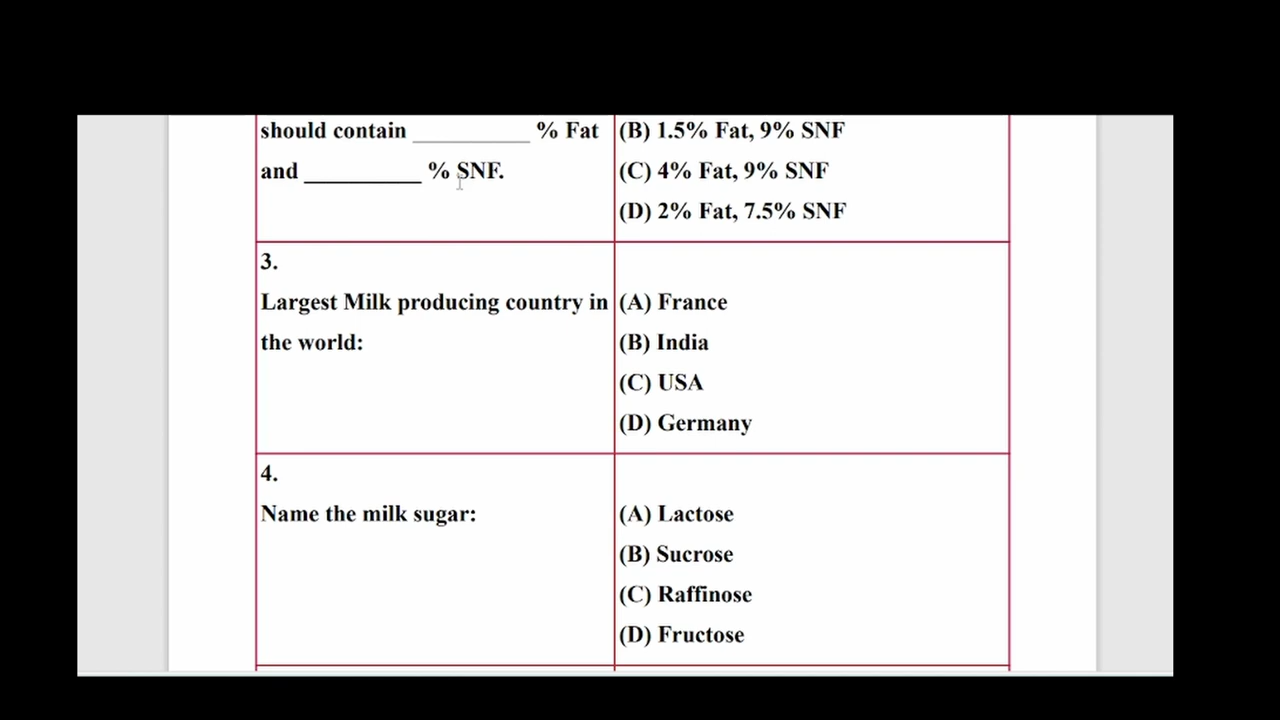 should contain __________ % Fat
and __________ % SNF.
(B) 1.5% Fat, 9% SNF
(C) 4% Fat, 9% SNF
(D) 2% Fat, 7.5% SNF
3.
Largest Milk producing country in
the world:
(A) France
(B) India
(C) USA
(D) Germany
4.
Name the milk sugar:
(A) Lactose
(B) Sucrose
(C) Raffinose
(D) Fructose